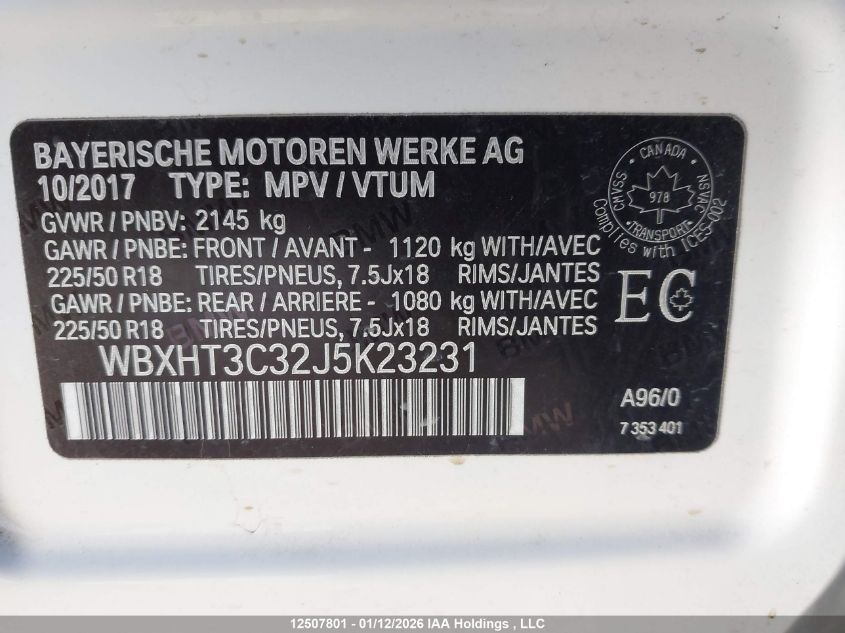 BAYERISCHE MOTOREN WERKE AG
10/2017 TYPE: MPV / VTUM
GVWR / PNBV: 2145 kg
GAWR / PNBE: FRONT / AVANT - 1120 kg WITH/AVEC
225/50 R18 TIRES/PNEUS, 7.5Jx18 RIMS/JANTES
GAWR / PNBE: REAR / ARRIERE - 1080 kg WITH/AVEC
225/50 R18 TIRES/PNEUS, 7.5Jx18 RIMS/JANTES
WBXHT3C32J5K23231
CANADA
CMVSS
NSVAC
978
TRANSPORT
Complies with ICES-002
EC
A96/0
7 353 401
BMW
12507801 - 01/12/2026 IAA Holdings , LLC